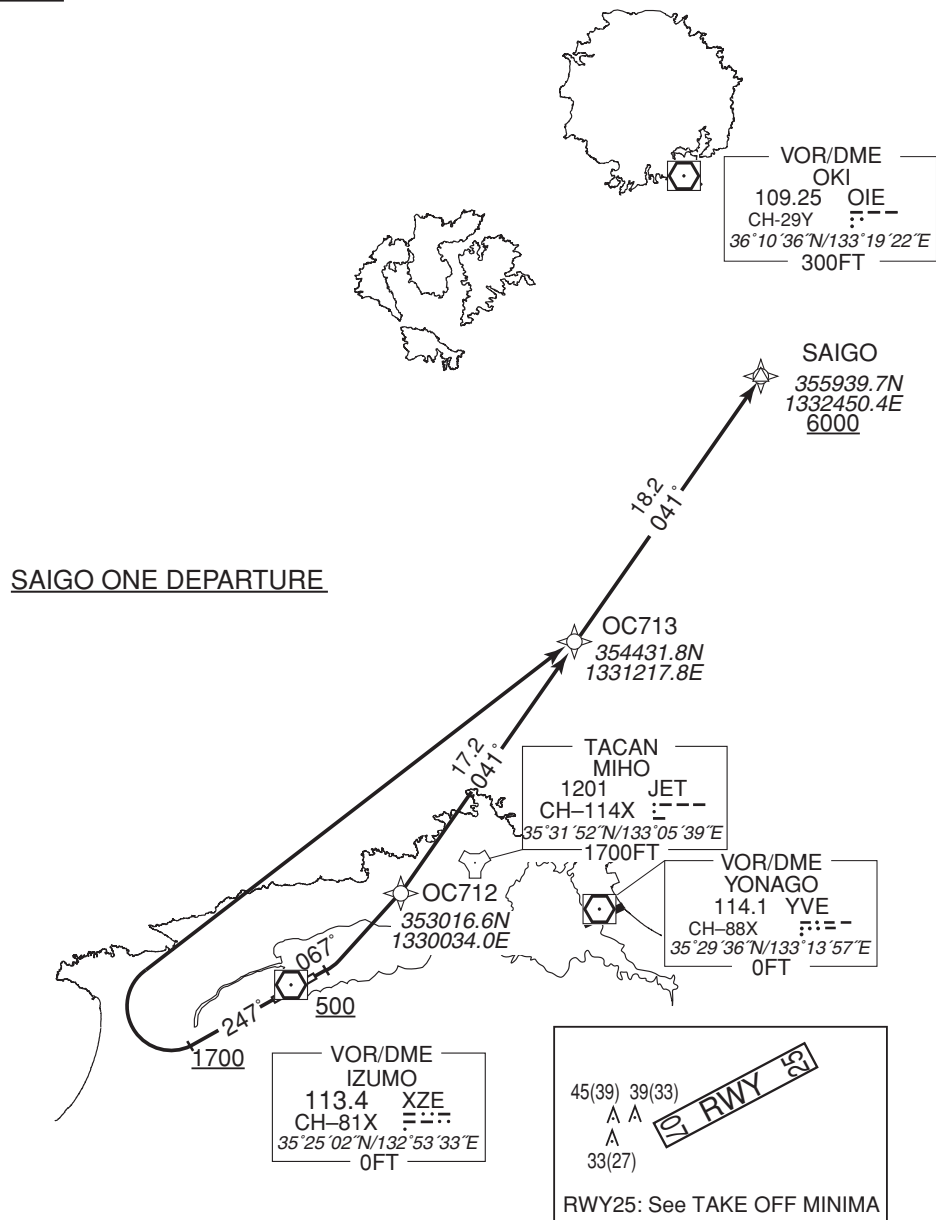 VOR/DME
OKI
109.25 OIE
CH-29Y
36°10´36˝N/133°19´22˝E
300FT
SAIGO
355939.7N
1332450.4E
6000
18.2
041°
SAIGO ONE DEPARTURE
OC713
354431.8N
1331217.8E
17.2
041°
TACAN
MIHO
1201 JET
CH–114X
35°31´52˝N/133°05´39˝E
1700FT
VOR/DME
YONAGO
114.1 YVE
CH–88X
35°29´36˝N/133°13´57˝E
0FT
OC712
353016.6N
1330034.0E
067°
500
247°
1700
VOR/DME
IZUMO
113.4 XZE
CH–81X
35°25´02˝N/132°53´33˝E
0FT
45(39) 39(33)
33(27)
07 RWY 25
RWY25: See TAKE OFF MINIMA